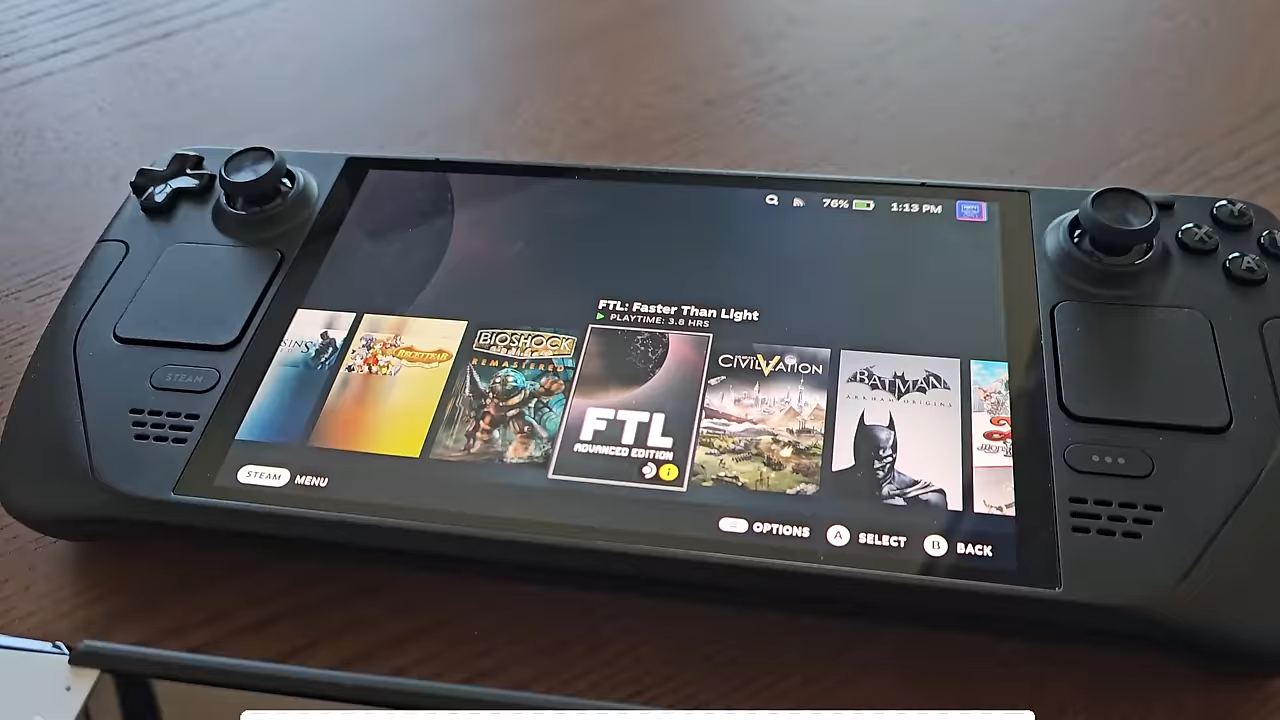 76%
1:13 PM
FTL: Faster Than Light
PLAYTIME: 3.8 HRS
RECETTEAR
BIOSHOCK
REMASTERED
FTL
ADVANCED EDITION
CIVILIZATION
V
BATMAN
ARKHAM ORIGINS
STEAM
STEAM MENU
OPTIONS
A SELECT
B BACK
X
Y
A